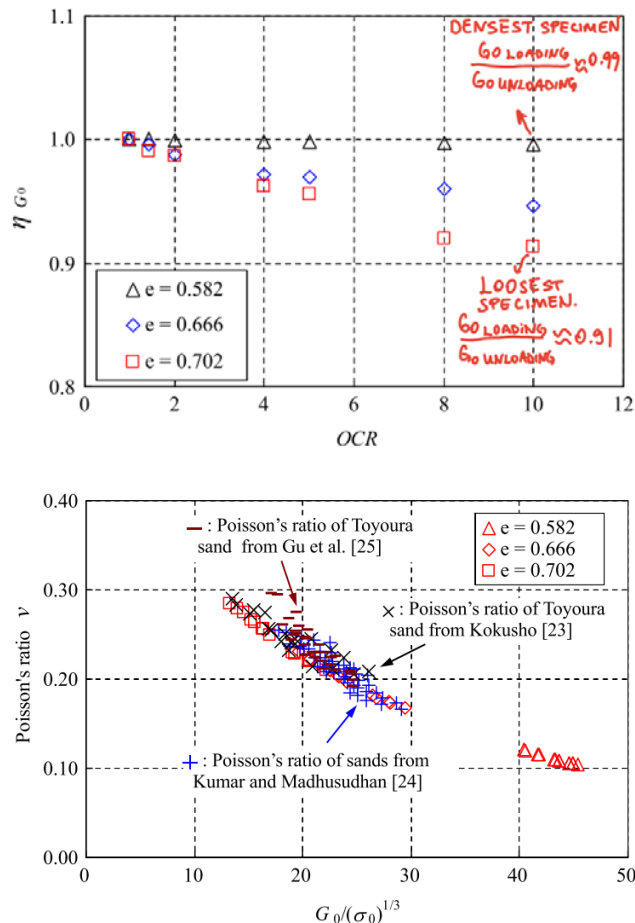 1.1
DENSEST SPECIMEN
GO LOADING ≈0.99
GO UNLOADING
1.0
η G0
0.9
e = 0.582
e = 0.666
e = 0.702
LOOSEST
SPECIMEN.
GO LOADING ≈0.91
GO UNLOADING
0.8
0 2 4 6 8 10 12
OCR
0.40
– : Poisson's ratio of Toyoura
sand from Gu et al. [25]
e = 0.582
e = 0.666
e = 0.702
0.30
× : Poisson's ratio of Toyoura
sand from Kokusho [23]
Poisson's ratio ν
0.20
+ : Poisson's ratio of sands from
Kumar and Madhusudhan [24]
0.10
0.00
0 10 20 30 40 50
G0/(σ0)^1/3